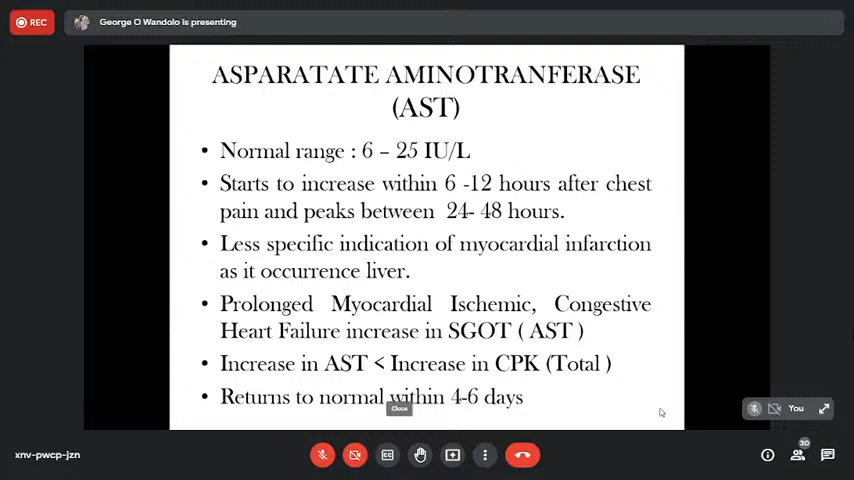 REC
George O Wandolo is presenting
ASPARATATE AMINOTRANFERASE
(AST)
• Normal range : 6 – 25 IU/L
• Starts to increase within 6 -12 hours after chest
pain and peaks between 24- 48 hours.
• Less specific indication of myocardial infarction
as it occurrence liver.
• Prolonged Myocardial Ischemic, Congestive
Heart Failure increase in SGOT ( AST )
• Increase in AST < Increase in CPK (Total )
• Returns to normal within 4-6 days
Close
You
xnv-pwcp-jzn
30